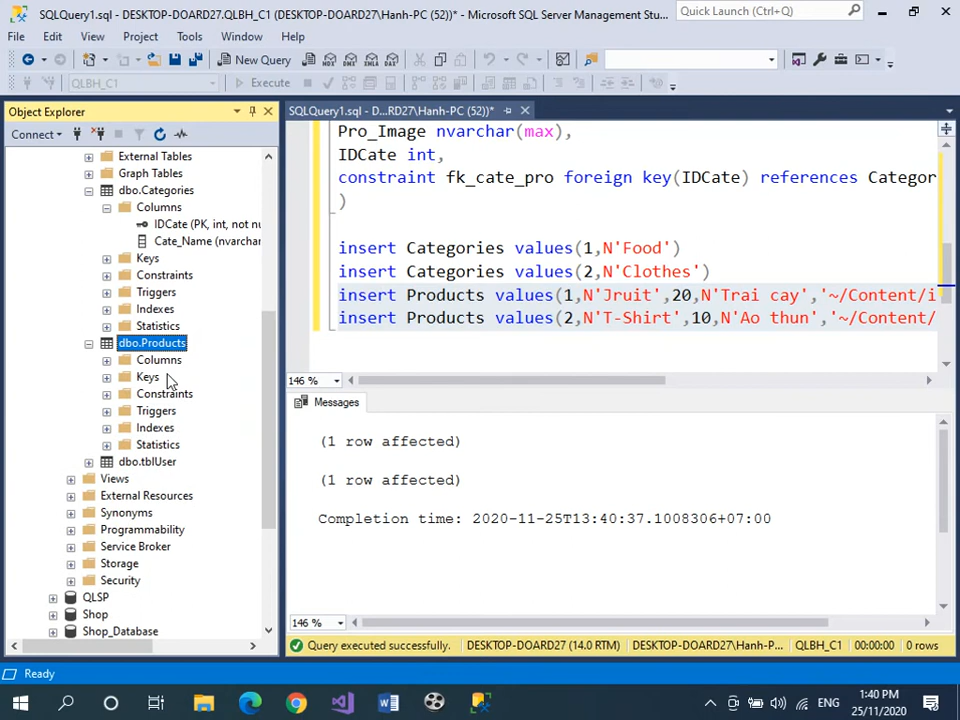 SQLQuery1.sql - DESKTOP-DOARD27.QLBH_C1 (DESKTOP-DOARD27\Hanh-PC (52))* - Microsoft SQL Server Management Stu...
Quick Launch (Ctrl+Q)
File Edit View Project Tools Window Help
New Query
MDX DMX XMLA DAX
QLBH_C1
Execute
Object Explorer
Connect
External Tables
Graph Tables
dbo.Categories
Columns
IDCate (PK, int, not nu
Cate_Name (nvarchar
Keys
Constraints
Triggers
Indexes
Statistics
dbo.Products
Columns
Keys
Constraints
Triggers
Indexes
Statistics
dbo.tblUser
Views
External Resources
Synonyms
Programmability
Service Broker
Storage
Security
QLSP
Shop
Shop_Database
SQLQuery1.sql - D...RD27\Hanh-PC (52))*
Pro_Image nvarchar(max),
IDCate int,
constraint fk_cate_pro foreign key(IDCate) references Categor
)
insert Categories values(1,N'Food')
insert Categories values(2,N'Clothes')
insert Products values(1,N'Jruit',20,N'Trai cay','~/Content/i
insert Products values(2,N'T-Shirt',10,N'Ao thun','~/Content/
146 %
Messages
(1 row affected)
(1 row affected)
Completion time: 2020-11-25T13:40:37.1008306+07:00
146 %
Query executed successfully. DESKTOP-DOARD27 (14.0 RTM) DESKTOP-DOARD27\Hanh-P... QLBH_C1 00:00:00 0 rows
Ready
ENG
1:40 PM
25/11/2020